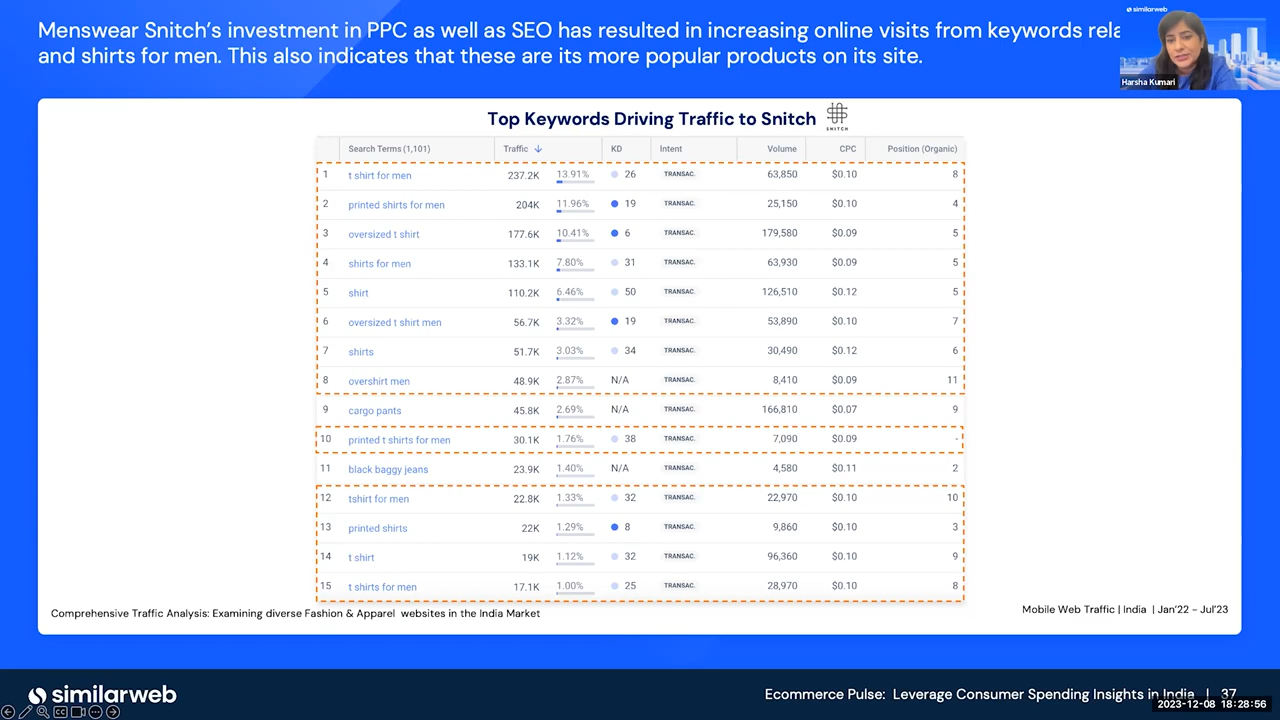 Menswear Snitch’s investment in PPC as well as SEO has resulted in increasing online visits from keywords rela
and shirts for men. This also indicates that these are its more popular products on its site.
similarweb
Harsha Kumari
Top Keywords Driving Traffic to Snitch
SNITCH
Search Terms (1,101) Traffic KD Intent Volume CPC Position (Organic)
1 t shirt for men 237.2K 13.91% 26 TRANSAC. 63,850 $0.10 8
2 printed shirts for men 204K 11.96% 19 TRANSAC. 25,150 $0.10 4
3 oversized t shirt 177.6K 10.41% 6 TRANSAC. 179,580 $0.09 5
4 shirts for men 133.1K 7.80% 31 TRANSAC. 63,930 $0.09 5
5 shirt 110.2K 6.46% 50 TRANSAC. 126,510 $0.12 5
6 oversized t shirt men 56.7K 3.32% 19 TRANSAC. 53,890 $0.10 7
7 shirts 51.7K 3.03% 34 TRANSAC. 30,490 $0.12 6
8 overshirt men 48.9K 2.87% N/A TRANSAC. 8,410 $0.09 11
9 cargo pants 45.8K 2.69% N/A TRANSAC. 166,810 $0.07 9
10 printed t shirts for men 30.1K 1.76% 38 TRANSAC. 7,090 $0.09 -
11 black baggy jeans 23.9K 1.40% N/A TRANSAC. 4,580 $0.11 2
12 tshirt for men 22.8K 1.33% 32 TRANSAC. 22,970 $0.10 10
13 printed shirts 22K 1.29% 8 TRANSAC. 9,860 $0.10 3
14 t shirt 19K 1.12% 32 TRANSAC. 96,360 $0.10 9
15 t shirts for men 17.1K 1.00% 25 TRANSAC. 28,970 $0.10 8
Comprehensive Traffic Analysis: Examining diverse Fashion & Apparel websites in the India Market
Mobile Web Traffic | India | Jan’22 – Jul’23
similarweb
Ecommerce Pulse: Leverage Consumer Spending Insights in India | 37
2023-12-08 18:28:56